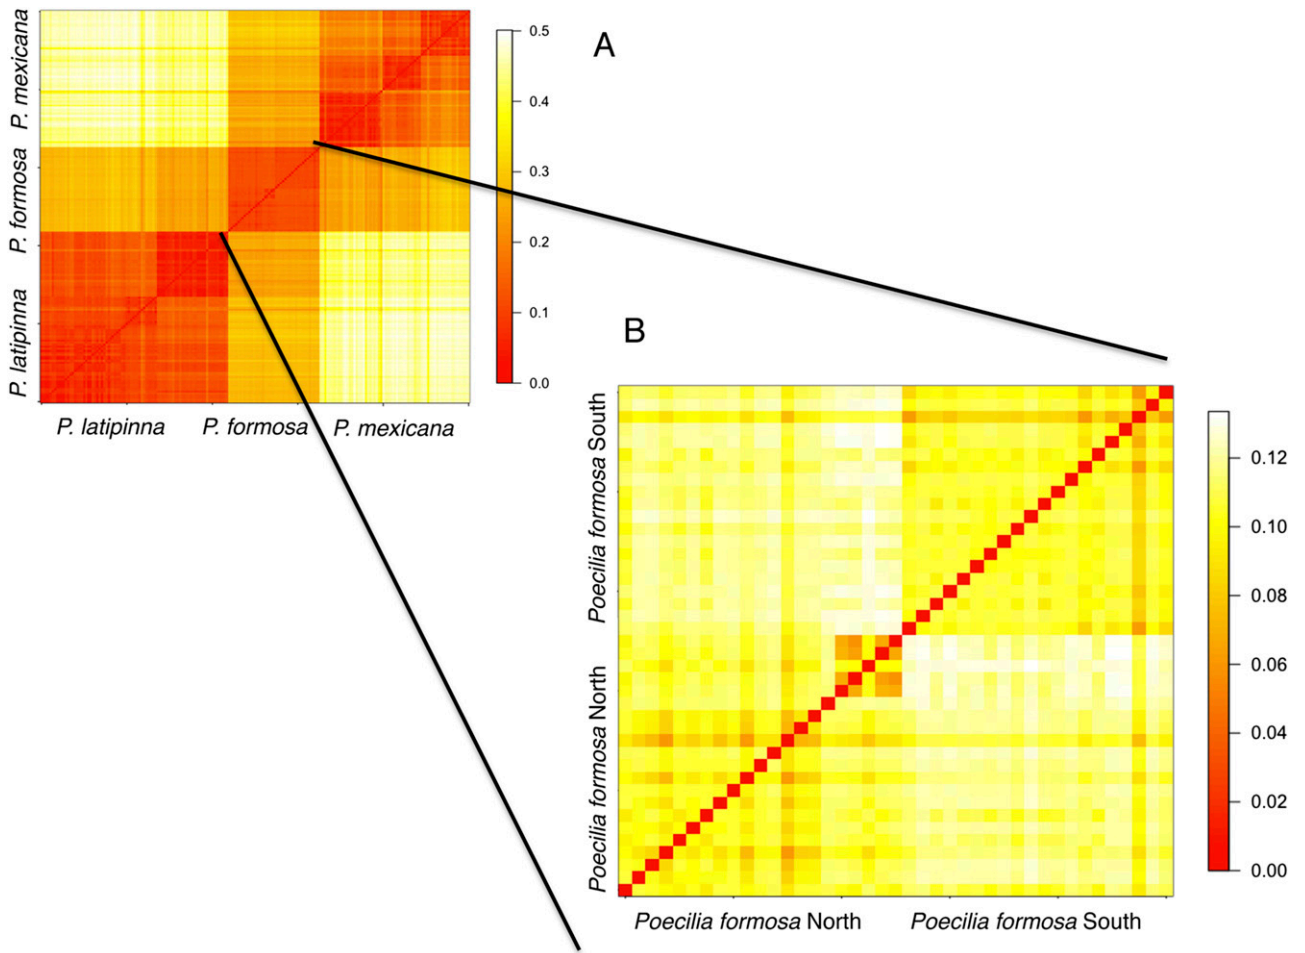 A
P. mexicana
P. formosa
P. latipinna
0.5
0.4
0.3
0.2
0.1
0.0
P. latipinna P. formosa P. mexicana
B
Poecilia formosa South
Poecilia formosa North
0.12
0.10
0.08
0.06
0.04
0.02
0.00
Poecilia formosa North Poecilia formosa South